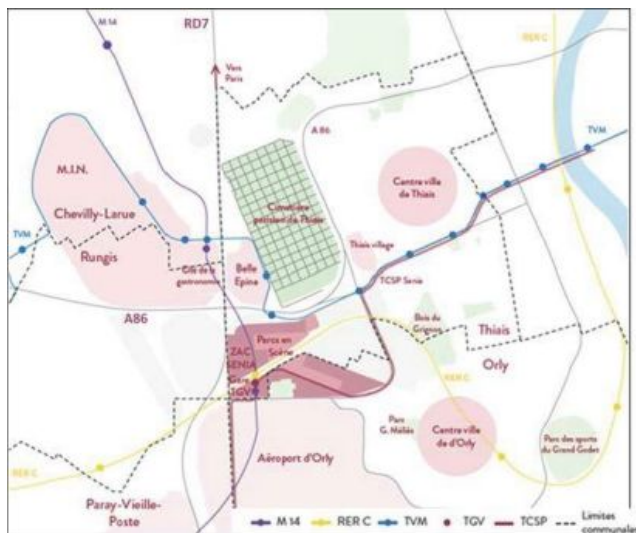 M 14
RD7
RER C
Vers
Paris
A 86
TVM
M.I.N.
Centre ville
de Thiais
Cimetière
parisien de Thiais
Chevilly-Larue
TVM
Thiais village
Rungis
Belle
Epine
Cité de la
gastronomie
TCSP Senia
A86
Parcs en
Scène
Bois du
Grignon
Thiais
ZAC
SENIA
Orly
Gare
TGV
RER C
Parc
G. Méliès
Centre ville
de d'Orly
Parc des sports
du Grand Godet
Aéroport d'Orly
RER C
Paray-Vieille-
Poste
M 14
RER C
TVM
TGV
TCSP
Limites
communales